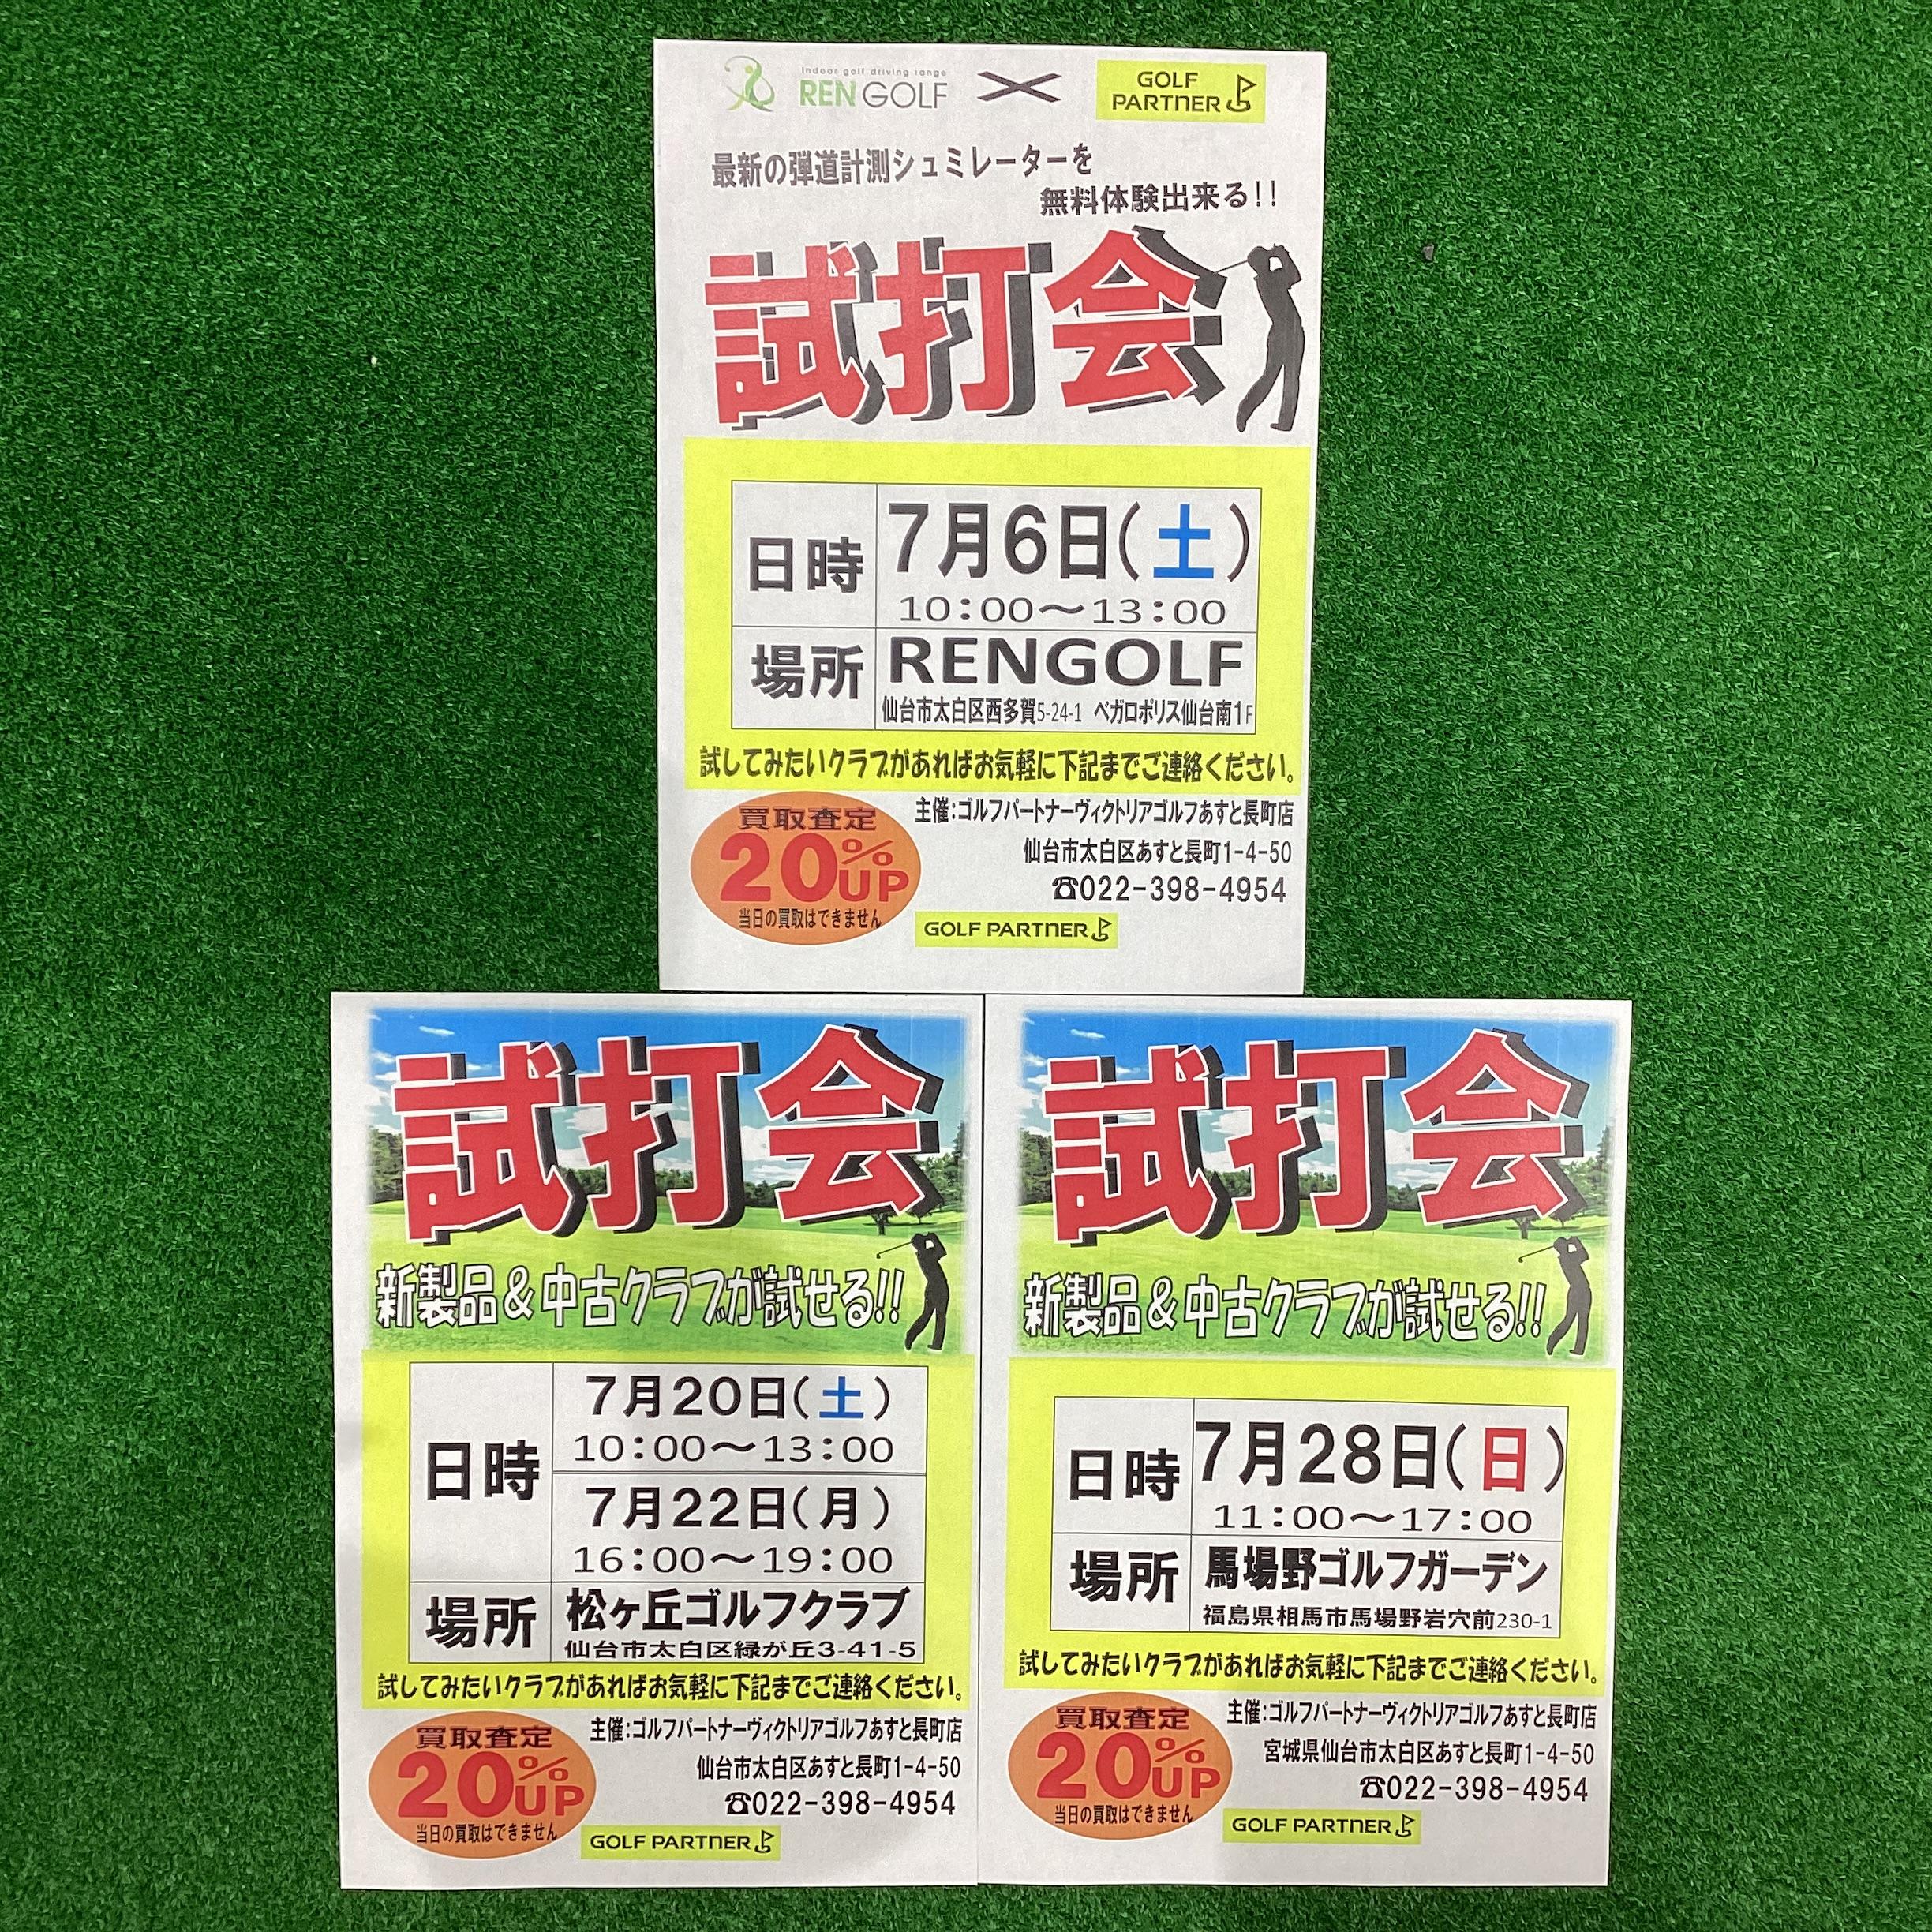 indoor golf driving range
REN GOLF
GOLF
PARTNER
最新の弾道計測シュミレーターを
無料体験出来る!!
試打会
日時
7月6日(土)
10:00～13:00
場所
RENGOLF
仙台市太白区西多賀5-24-1 ベガロポリス仙台南1F
試してみたいクラブがあればお気軽に下記までご連絡ください。
買取査定
20%UP
当日の買取はできません
主催:ゴルフパートナーヴィクトリアゴルフあすと長町店
仙台市太白区あすと長町1-4-50
☎022-398-4954
GOLF PARTNER
試打会
新製品&中古クラブが試せる!!
日時
7月20日(土)
10:00～13:00
7月22日(月)
16:00～19:00
場所
松ヶ丘ゴルフクラブ
仙台市太白区緑が丘3-41-5
試してみたいクラブがあればお気軽に下記までご連絡ください。
買取査定
20%UP
当日の買取はできません
主催:ゴルフパートナーヴィクトリアゴルフあすと長町店
仙台市太白区あすと長町1-4-50
☎022-398-4954
GOLF PARTNER
試打会
新製品&中古クラブが試せる!!
日時
7月28日(日)
11:00～17:00
場所
馬場野ゴルフガーデン
福島県相馬市馬場野岩穴前230-1
試してみたいクラブがあればお気軽に下記までご連絡ください。
買取査定
20%UP
当日の買取はできません
主催:ゴルフパートナーヴィクトリアゴルフあすと長町店
宮城県仙台市太白区あすと長町1-4-50
☎022-398-4954
GOLF PARTNER